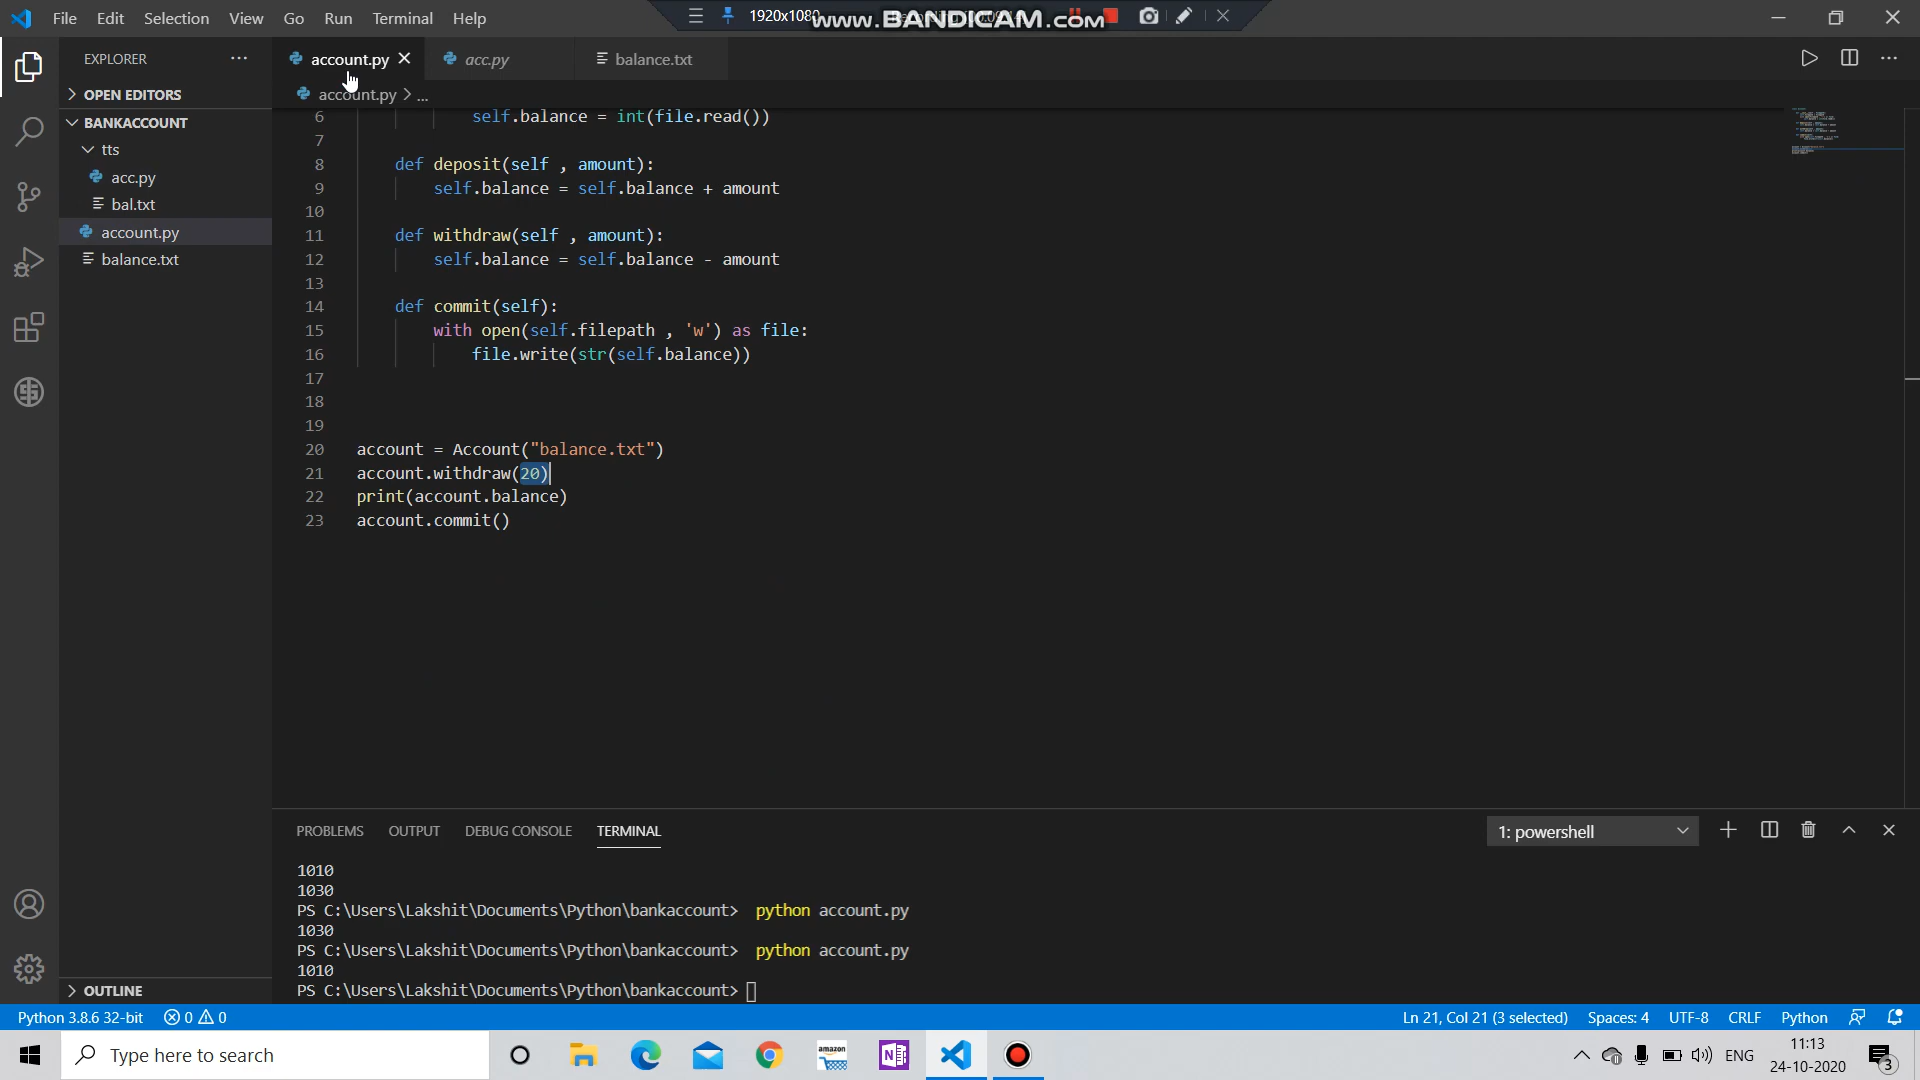 File Edit Selection View Go Run Terminal Help
1920x1080
www.BANDICAM.com
EXPLORER
OPEN EDITORS
BANKACCOUNT
tts
acc.py
bal.txt
account.py
balance.txt
OUTLINE
account.py acc.py balance.txt
account.py > ...
6 self.balance = int(file.read())
7
8 def deposit(self , amount):
9 self.balance = self.balance + amount
10
11 def withdraw(self , amount):
12 self.balance = self.balance - amount
13
14 def commit(self):
15 with open(self.filepath , 'w') as file:
16 file.write(str(self.balance))
17
18
19
20 account = Account("balance.txt")
21 account.withdraw(20)
22 print(account.balance)
23 account.commit()
PROBLEMS OUTPUT DEBUG CONSOLE TERMINAL
1: powershell
1010
1030
PS C:\Users\Lakshit\Documents\Python\bankaccount> python account.py
1030
PS C:\Users\Lakshit\Documents\Python\bankaccount> python account.py
1010
PS C:\Users\Lakshit\Documents\Python\bankaccount>
Python 3.8.6 32-bit 0 0
Ln 21, Col 21 (3 selected) Spaces: 4 UTF-8 CRLF Python
Type here to search
amazon
N
ENG
11:13
24-10-2020
3